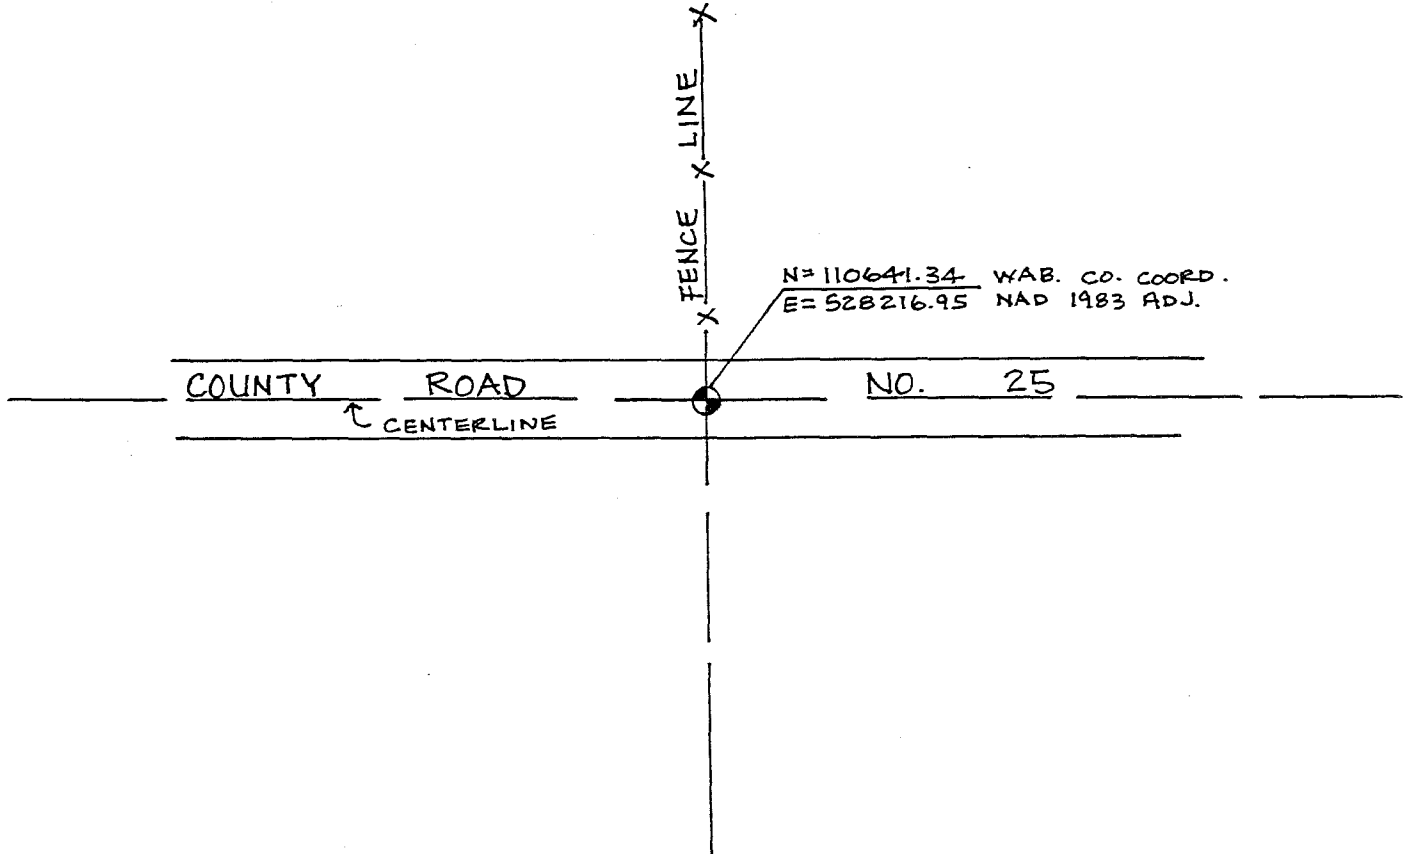 FENCE LINE
N=110641.34 WAB. CO. COORD.
E=528216.95 NAD 1983 ADJ.
COUNTY ROAD NO. 25
CENTERLINE